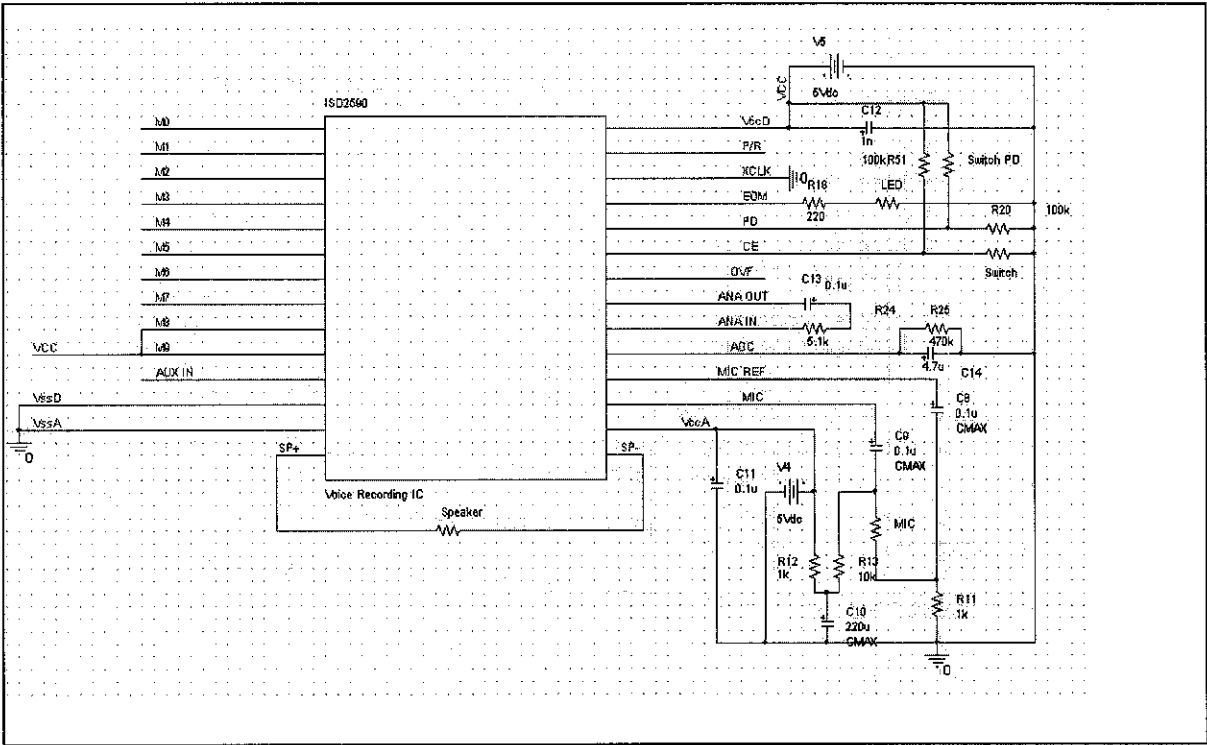 V5
5Vdc
VCC
ISD2590
C12
1n
M0
VccD
M1
P/R
100k
R51
Switch PD
M2
XCLK
0
R18
LED
M3
EOM
220
R20
100k
M4
PD
M5
CE
Switch
M6
OVF
C13
0.1u
M7
ANA OUT
R24
R25
M8
ANA IN
5.1k
470k
VCC
M9
AGC
4.7u
C14
AUX IN
MIC REF
C8
0.1u
CMAX
VssD
MIC
VssA
VccA
C9
0.1u
CMAX
0
SP+
SP-
C11
0.1u
V4
5Vdc
Voice Recording IC
Speaker
MIC
R12
1k
R13
10k
R11
1k
C10
220u
CMAX
0